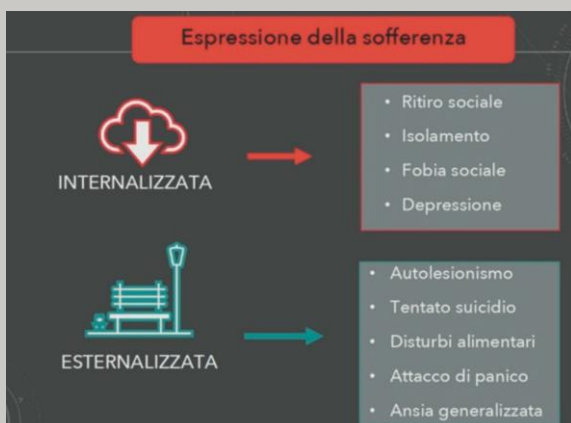 Espressione della sofferenza
INTERNALIZZATA
• Ritiro sociale
• Isolamento
• Fobia sociale
• Depressione
ESTERNALIZZATA
• Autolesionismo
• Tentato suicidio
• Disturbi alimentari
• Attacco di panico
• Ansia generalizzata